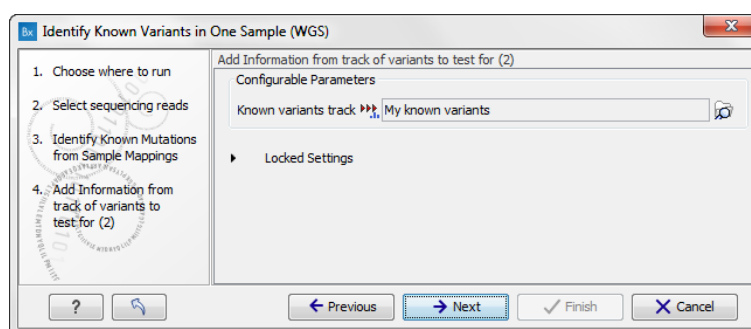 Bx Identify Known Variants in One Sample (WGS)
Add Information from track of variants to test for (2)
1. Choose where to run
2. Select sequencing reads
3. Identify Known Mutations
from Sample Mappings
4. Add Information from
track of variants to
test for (2)
Configurable Parameters
Known variants track My known variants
Locked Settings
? Previous Next Finish Cancel